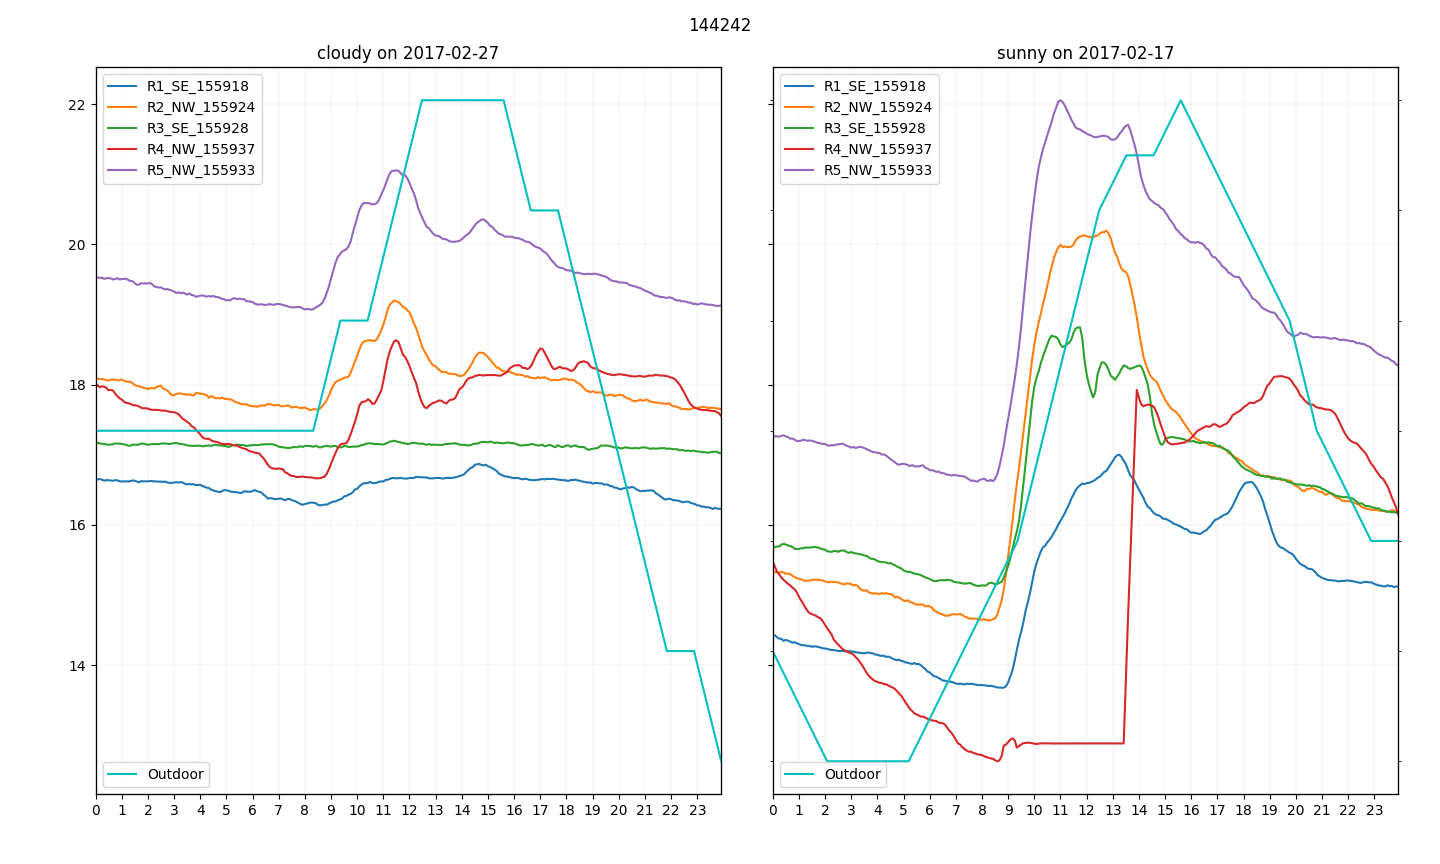 144242
cloudy on 2017-02-27
R1_SE_155918
R2_NW_155924
R3_SE_155928
R4_NW_155937
R5_NW_155933
22
20
18
16
14
Outdoor
0 1 2 3 4 5 6 7 8 9 10 11 12 13 14 15 16 17 18 19 20 21 22 23
sunny on 2017-02-17
R1_SE_155918
R2_NW_155924
R3_SE_155928
R4_NW_155937
R5_NW_155933
Outdoor
0 1 2 3 4 5 6 7 8 9 10 11 12 13 14 15 16 17 18 19 20 21 22 23